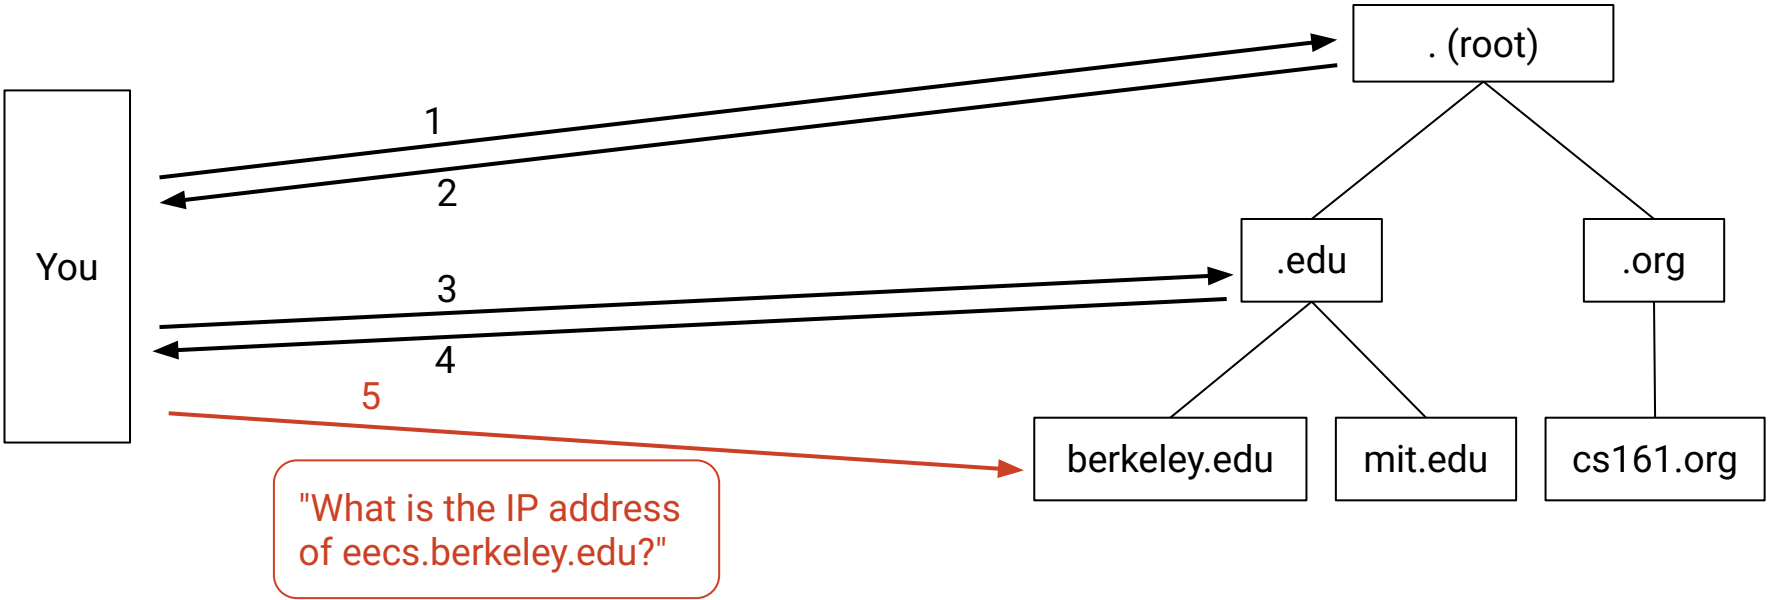 . (root)
1
2
You
.edu
.org
3
4
5
berkeley.edu
mit.edu
cs161.org
"What is the IP address
of eecs.berkeley.edu?"